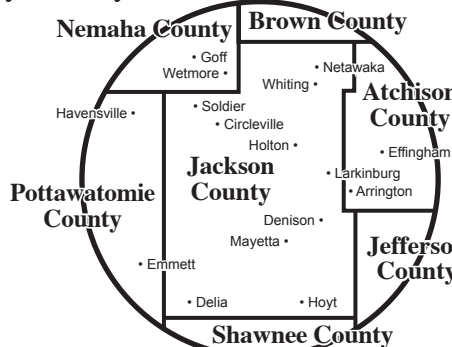 Nemaha County
Brown County
• Goff
Wetmore •
• Netawaka
Whiting •
Atchison
County
Havensville •
• Soldier
• Circleville
Holton •
• Effingham
Jackson
County
• Larkinburg
• Arrington
Pottawatomie
County
Denison •
Mayetta •
Jefferso
County
• Emmett
• Delia
• Hoyt
Shawnee County